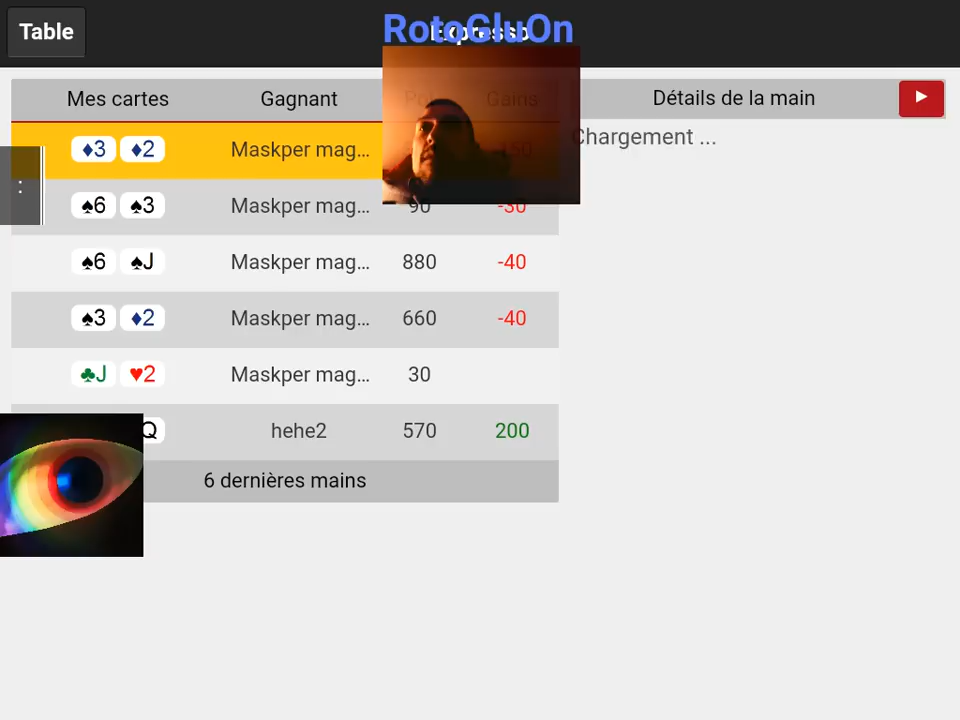 Table
RotoGluOn
Expresso
Mes cartes Gagnant Pot Gains
Détails de la main
♦3 ♦2 Maskper mag...
Chargement ...
♠6 ♠3 Maskper mag... 90 -30
♠6 ♠J Maskper mag... 880 -40
♠3 ♦2 Maskper mag... 660 -40
♣J ♥2 Maskper mag... 30
Q hehe2 570 200
6 dernières mains